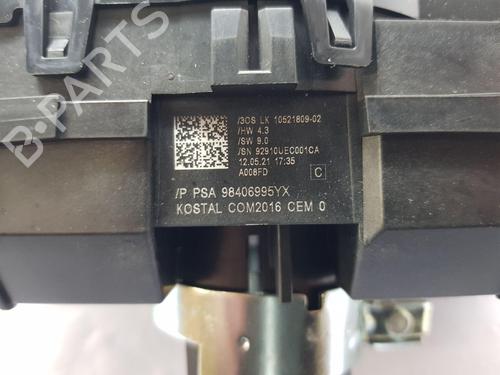 B-PARTS
/3OS LK 10521809-02
/HW 4.3
/SW 9.0
/SN 92910UEC001CA
12.05.21 17:35
A008FD
C
/P PSA 98406995YX
KOSTAL COM2016 CEM 0